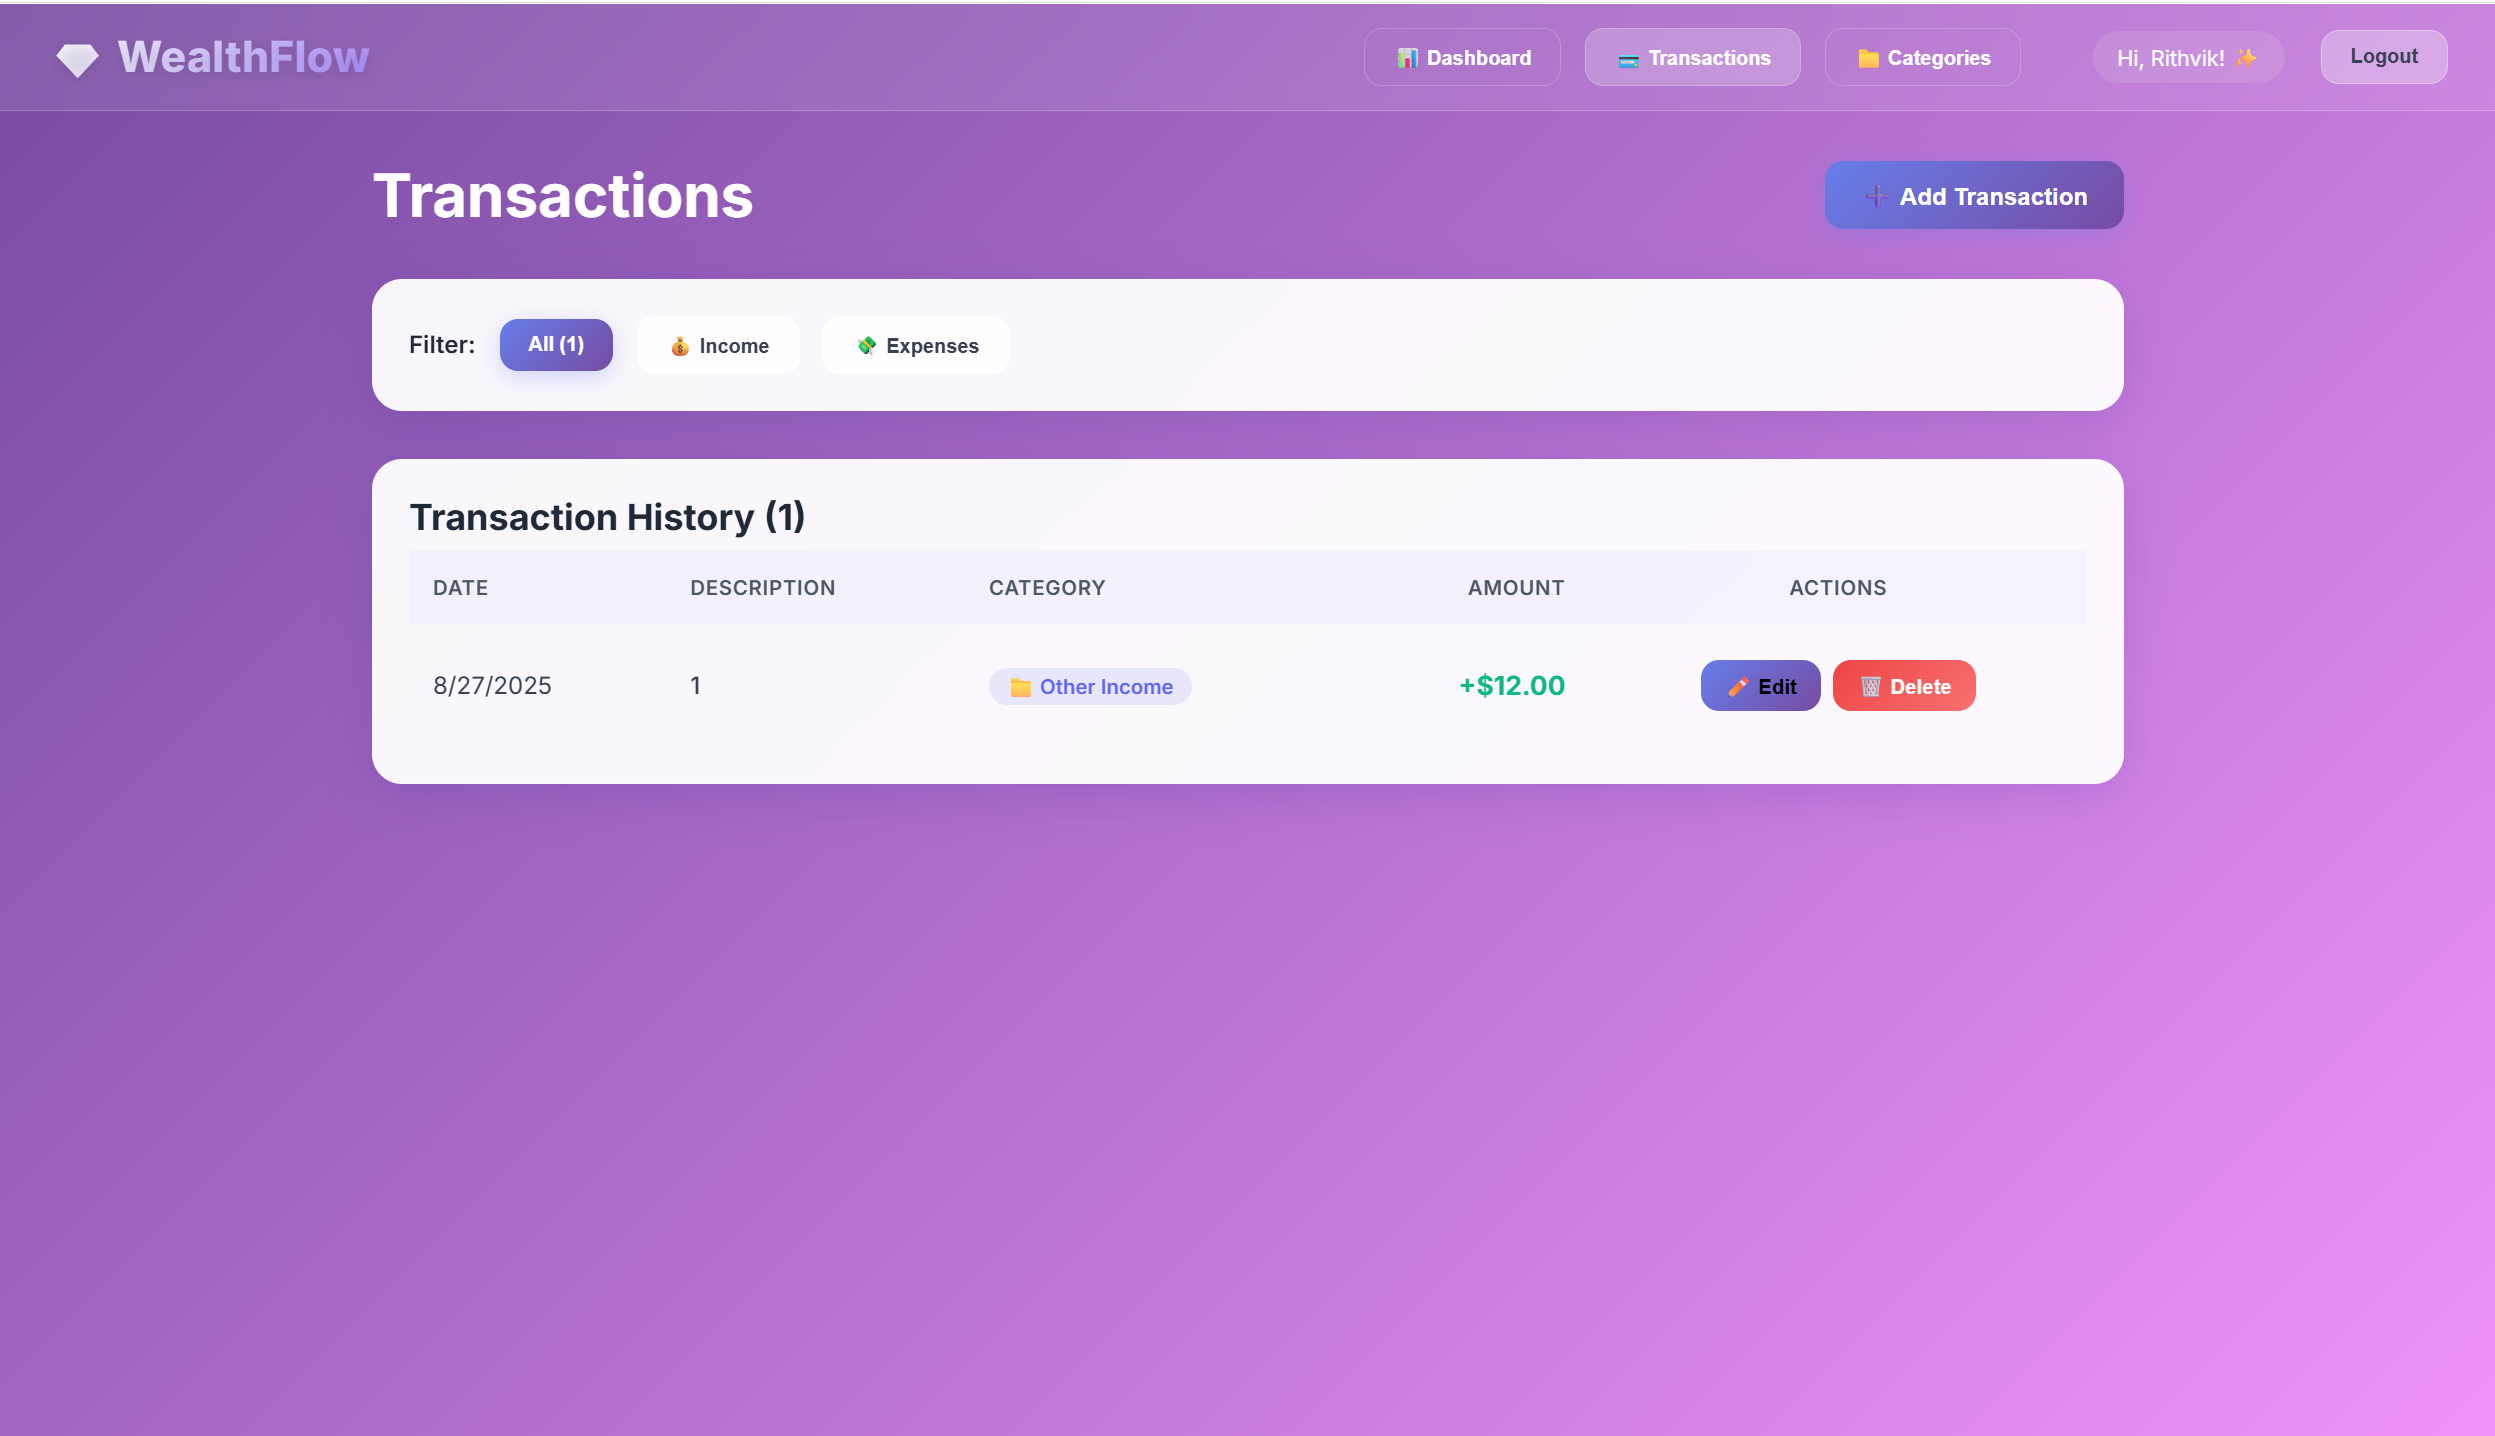 WealthFlow
📊 Dashboard
💳 Transactions
📁 Categories
Hi, Rithvik! ✨
Logout
Transactions
➕ Add Transaction
Filter:
All (1)
💰 Income
💸 Expenses
Transaction History (1)
DATE DESCRIPTION CATEGORY AMOUNT ACTIONS
8/27/2025 1 📁 Other Income +$12.00 ✏️ Edit 🗑️ Delete